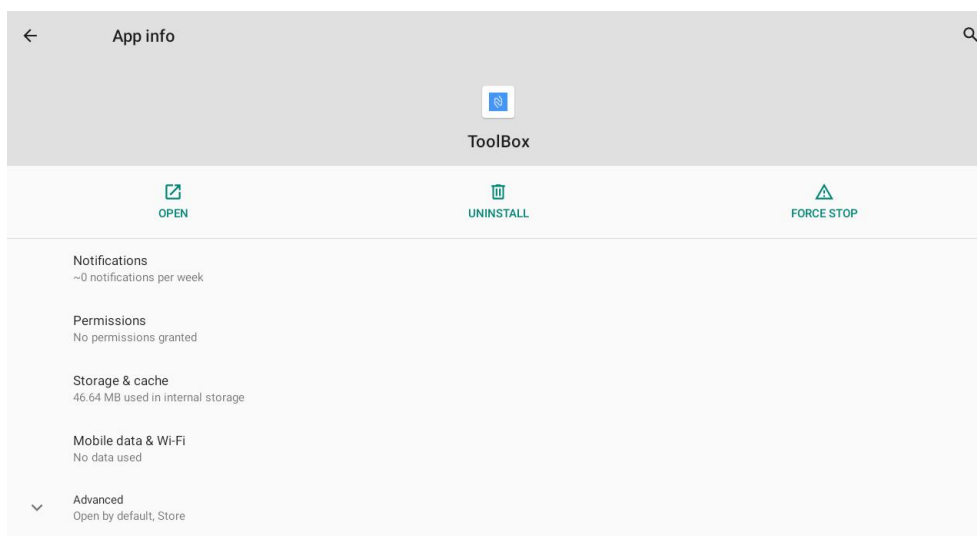 App info
ToolBox
OPEN
UNINSTALL
FORCE STOP
Notifications
~0 notifications per week
Permissions
No permissions granted
Storage & cache
46.64 MB used in internal storage
Mobile data & Wi-Fi
No data used
Advanced
Open by default, Store